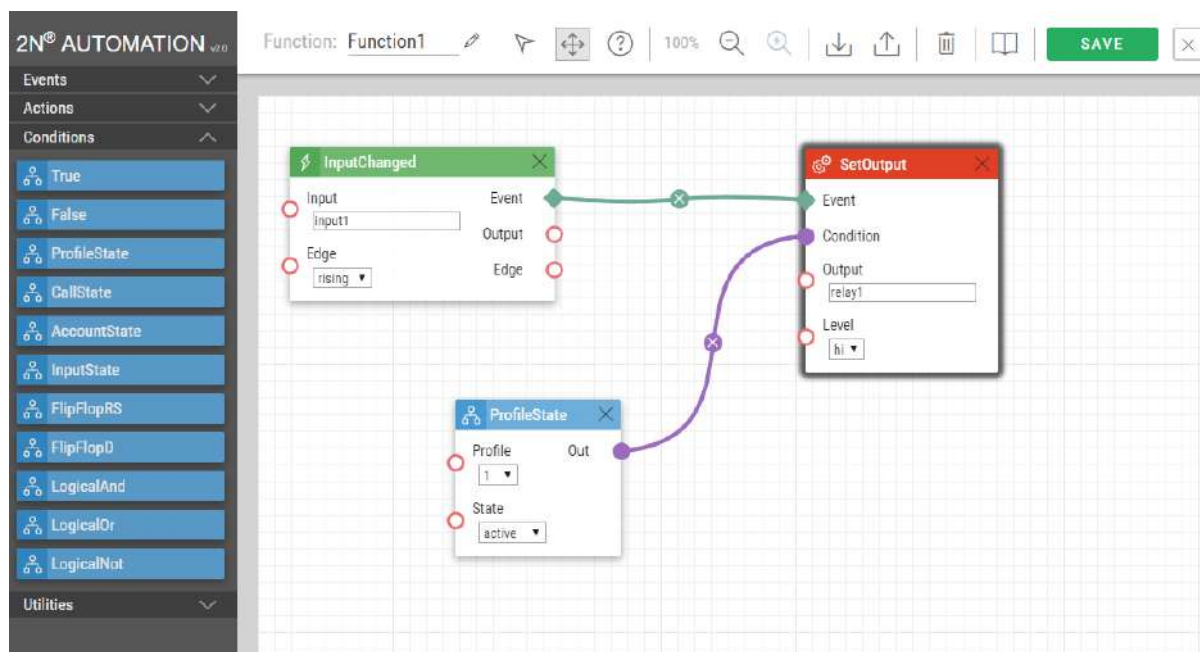 2N® AUTOMATION v2.0
Function: Function1
100%
SAVE
Events
Actions
Conditions
True
False
ProfileState
CallState
AccountState
InputState
FlipFlopRS
FlipFlopD
LogicalAnd
LogicalOr
LogicalNot
Utilities
InputChanged
Input
Event
input1
Output
Edge
Edge
rising
SetOutput
Event
Condition
Output
relay1
Level
hi
ProfileState
Profile
Out
1
State
active